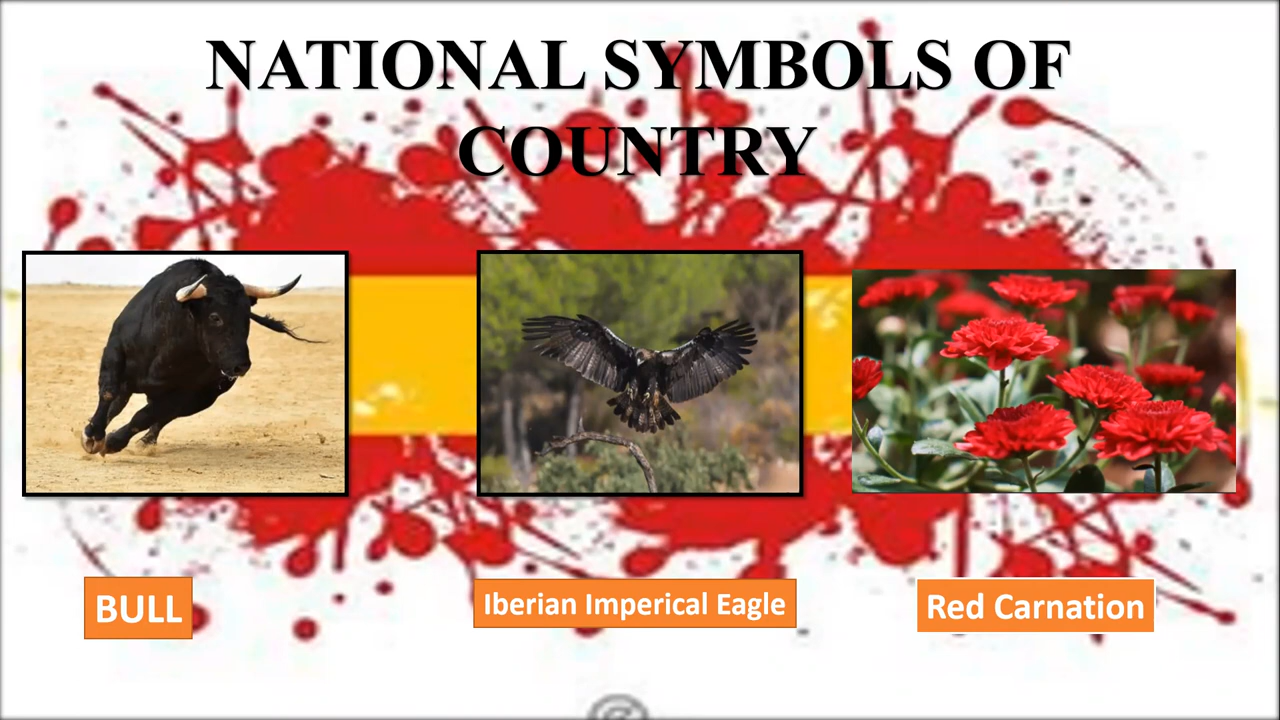 NATIONAL SYMBOLS OF
COUNTRY
BULL
Iberian Imperical Eagle
Red Carnation